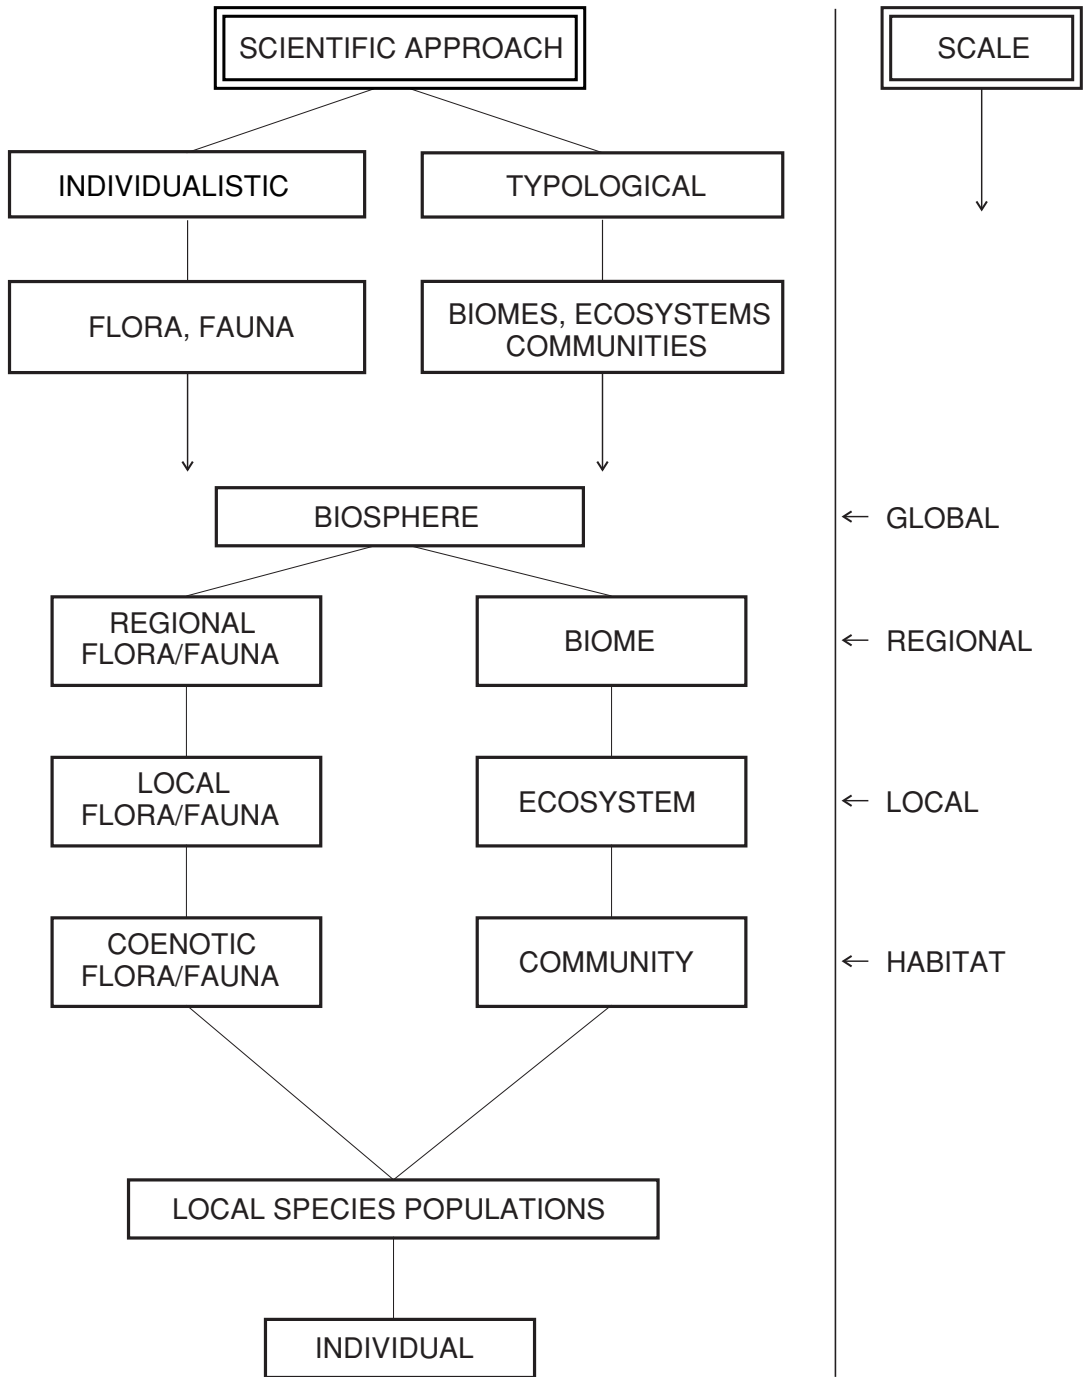 SCIENTIFIC APPROACH
SCALE
INDIVIDUALISTIC
TYPOLOGICAL
FLORA, FAUNA
BIOMES, ECOSYSTEMS
COMMUNITIES
BIOSPHERE
GLOBAL
REGIONAL
FLORA/FAUNA
BIOME
REGIONAL
LOCAL
FLORA/FAUNA
ECOSYSTEM
LOCAL
COENOTIC
FLORA/FAUNA
COMMUNITY
HABITAT
LOCAL SPECIES POPULATIONS
INDIVIDUAL